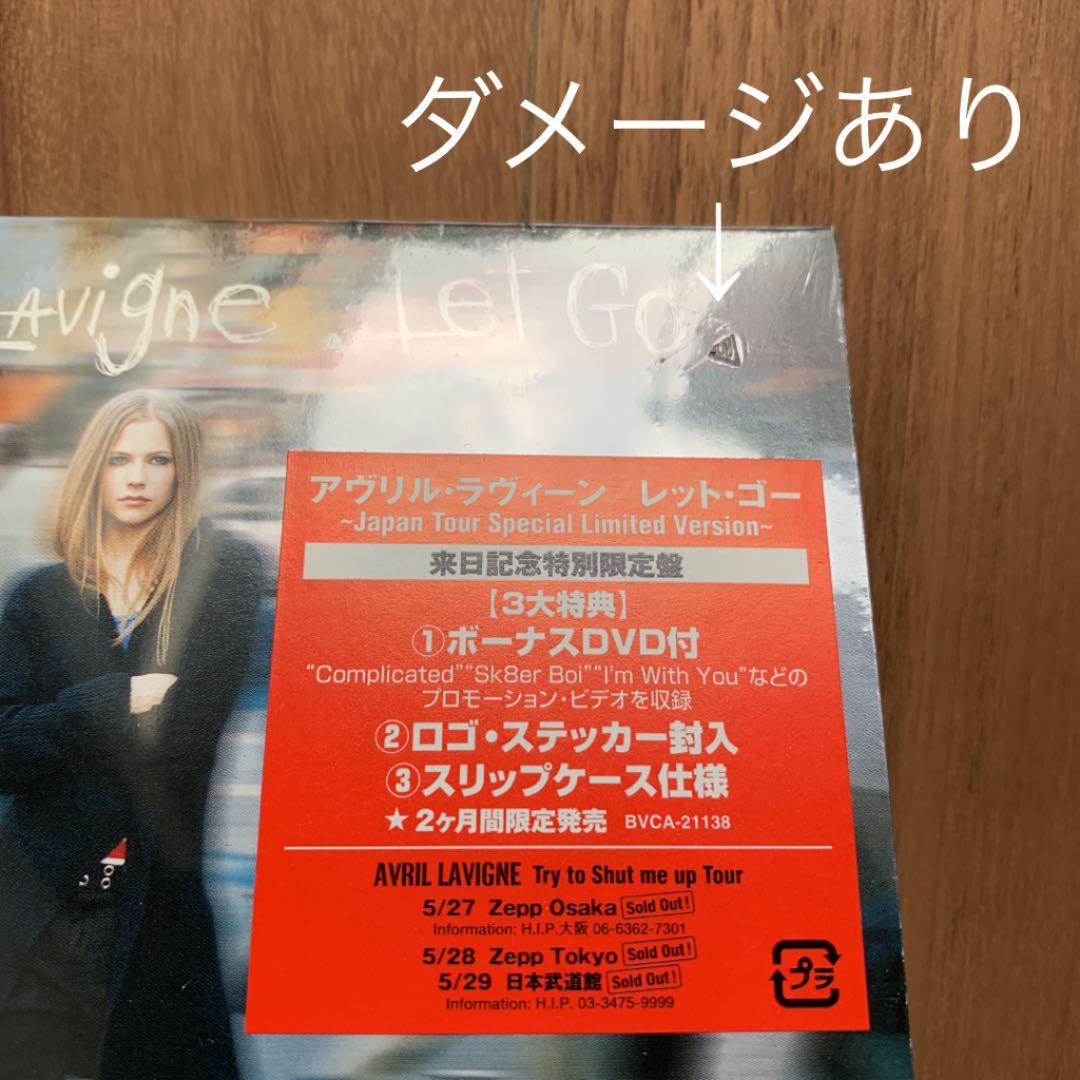 ダメージあり
Lavigne . Let Go
アヴリル・ラヴィーン／レット・ゴー
~Japan Tour Special Limited Version~
来日記念特別限定盤
【3大特典】
①ボーナスDVD付
“Complicated”“Sk8er Boi”“I'm With You”などの
プロモーション・ビデオを収録
②ロゴ・ステッカー封入
③スリップケース仕様
★2ヶ月間限定発売 BVCA-21138
AVRIL LAVIGNE Try to Shut me up Tour
5/27 Zepp Osaka Sold Out!
Information: H.I.P.大阪 06-6362-7301
5/28 Zepp Tokyo Sold Out!
5/29 日本武道館 Sold Out!
Information: H.I.P. 03-3475-9999
プラ